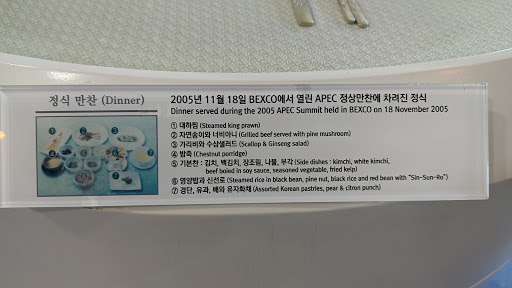 정식 만찬 (Dinner)
2005년 11월 18일 BEXCO에서 열린 APEC 정상만찬에 차려진 정식
Dinner served during the 2005 APEC Summit held in BEXCO on 18 November 2005
① 대하찜 (Steamed king prawn)
② 자연송이와 너비아니 (Grilled beef served with pine mushroom)
③ 가리비와 수삼샐러드 (Scallop & Ginseng salad)
④ 밤죽 (Chestnut porridge)
⑤ 기본찬 : 김치, 백김치, 장조림, 나물, 부각 (Side dishes : kimchi, white kimchi,
beef boied in soy sauce, seasoned vegetable, fried kelp)
⑥ 영양밥과 신선로 (Steamed rice in black bean, pine nut, black rice and red bean with "Sin-Sun-Ro")
⑦ 경단, 유과, 배와 유자화채 (Assorted Korean pastries, pear & citron punch)